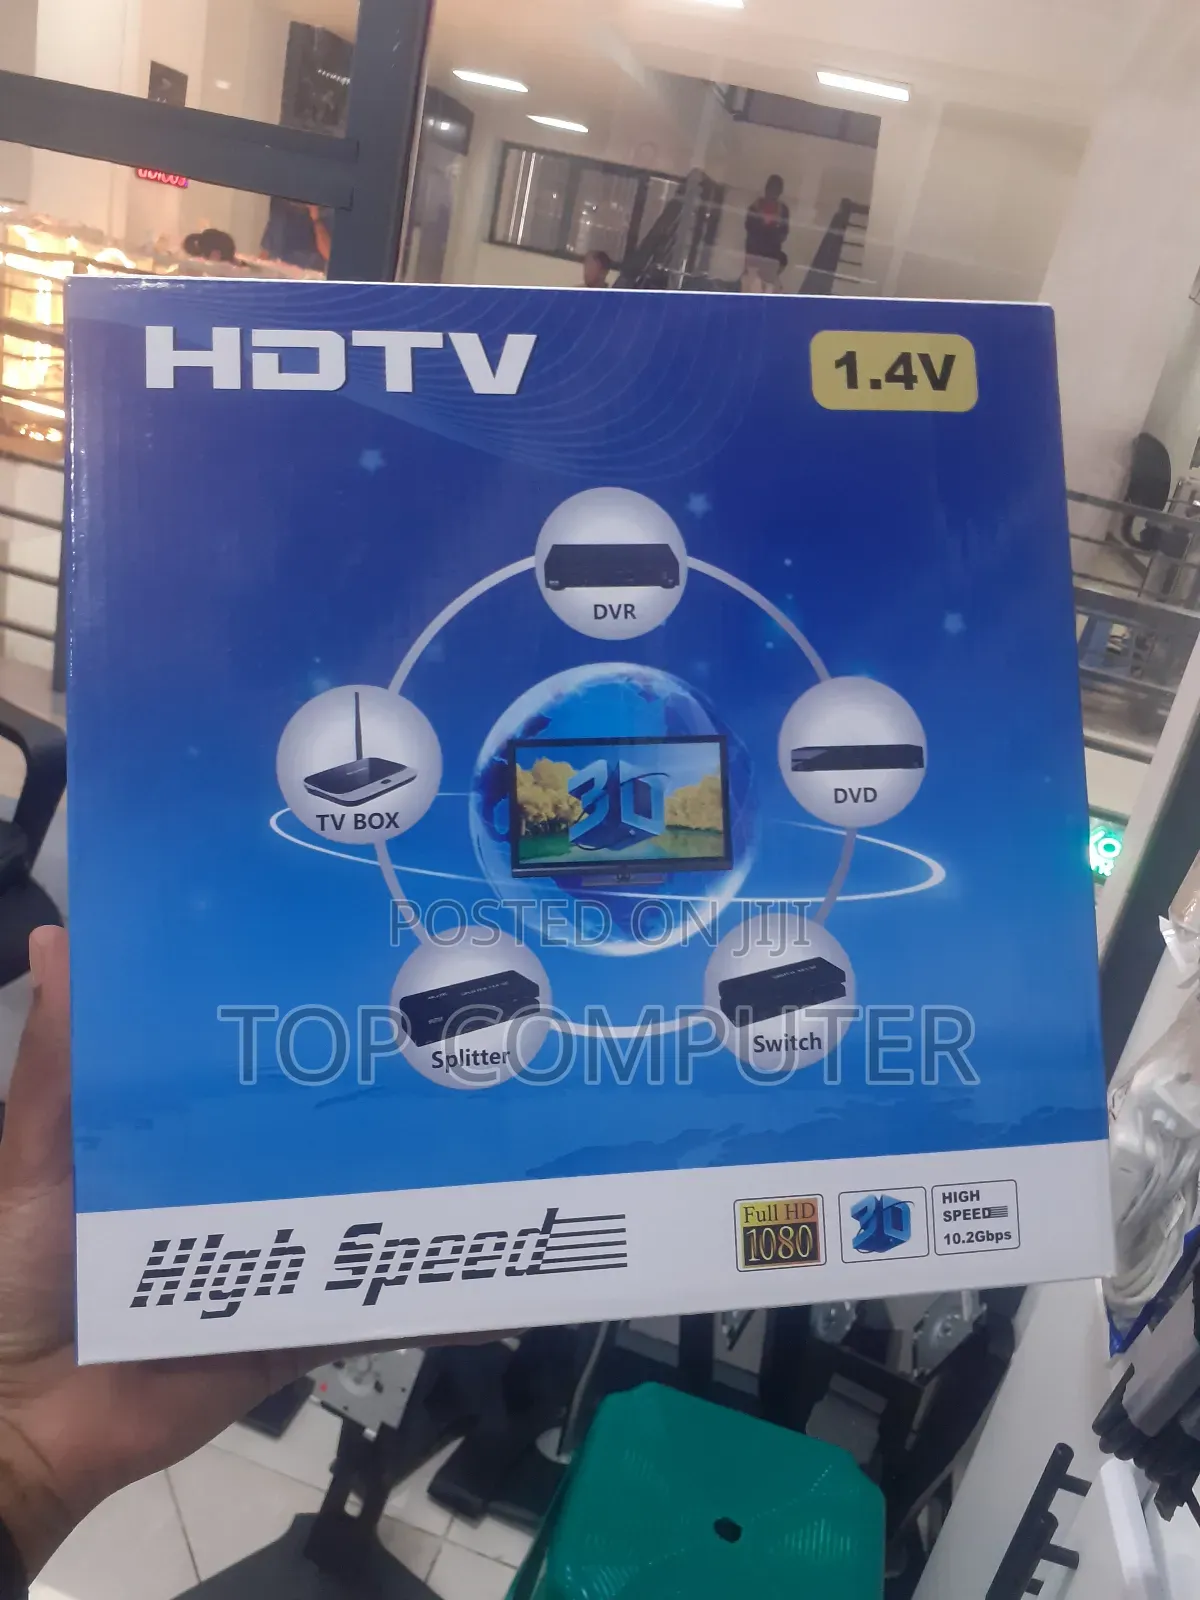 HDTV
1.4V
DVR
TV BOX
DVD
3D
POSTED ON JIJI
TOP COMPUTER
Splitter
Switch
High Speed
Full HD
1080
3D
HIGH
SPEED
10.2Gbps